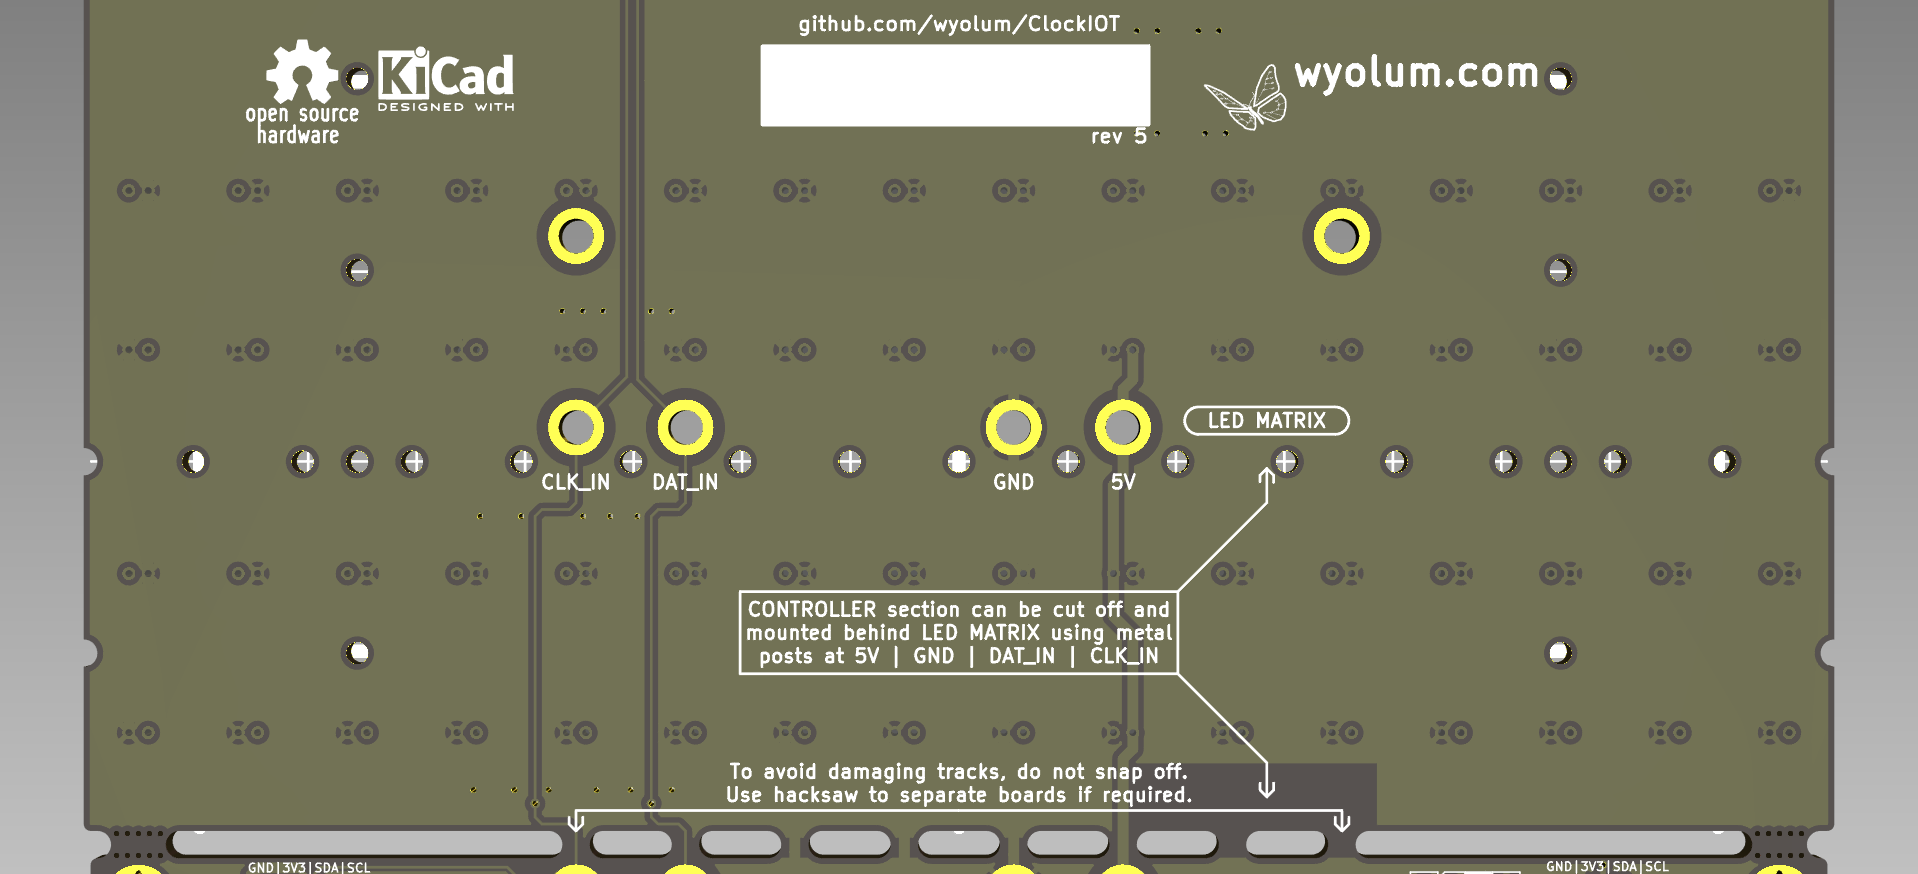 github.com/wyolum/ClockIOT
open source
hardware
KiCad
DESIGNED WITH
wyolum.com
rev 5
LED MATRIX
CLK_IN
DAT_IN
GND
5V
CONTROLLER section can be cut off and
mounted behind LED MATRIX using metal
posts at 5V | GND | DAT_IN | CLK_IN
To avoid damaging tracks, do not snap off.
Use hacksaw to separate boards if required.
GND|3V3|SDA|SCL
GND|3V3|SDA|SCL